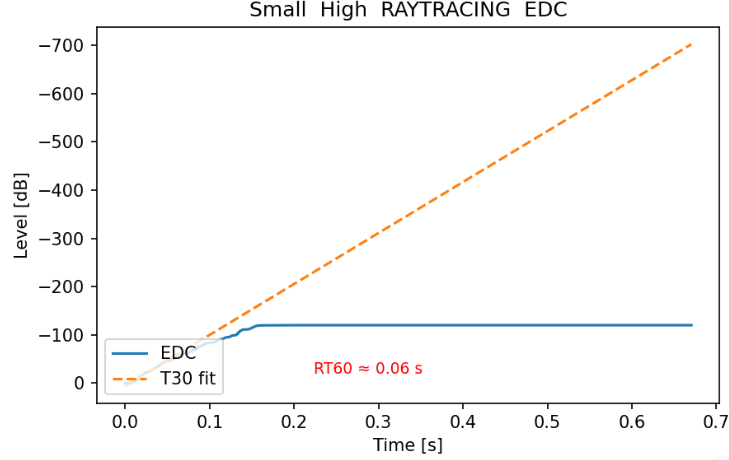 Small High RAYTRACING EDC
−700
−600
−500
−400
−300
−200
−100
0
Level [dB]
EDC
T30 fit
RT60 ≈ 0.06 s
0.0 0.1 0.2 0.3 0.4 0.5 0.6 0.7
Time [s]